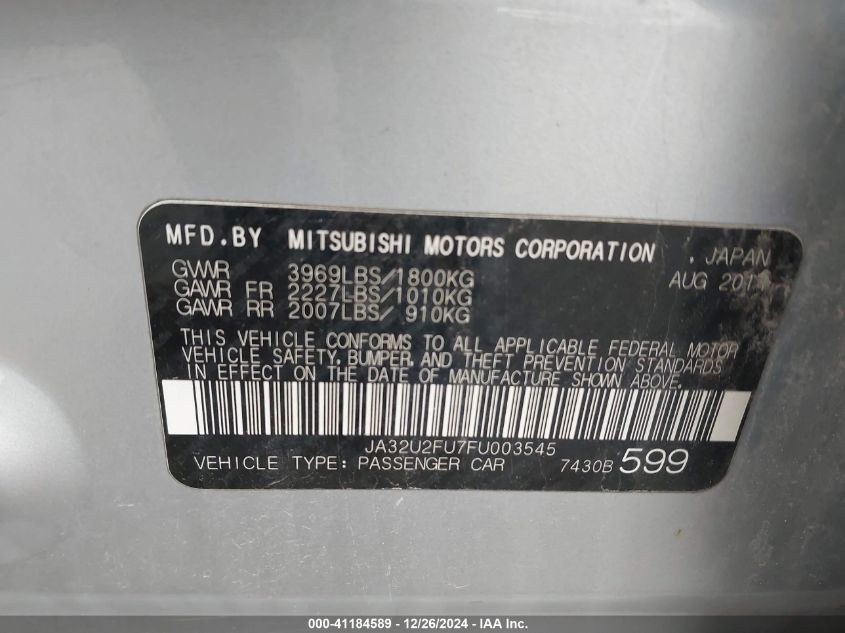 MFD.BY MITSUBISHI MOTORS CORPORATION , JAPAN
GVWR 3969LBS/1800KG AUG
GAWR FR 2227LBS/1010KG
GAWR RR 2007LBS/ 910KG
THIS VEHICLE CONFORMS TO ALL APPLICABLE FEDERAL MOTOR
VEHICLE SAFETY, BUMPER, AND THEFT PREVENTION STANDARDS
IN EFFECT ON THE DATE OF MANUFACTURE SHOWN ABOVE.
JA32U2FU7FU003545
VEHICLE TYPE: PASSENGER CAR 7430B 599
000-41184589 - 12/26/2024 - IAA Inc.